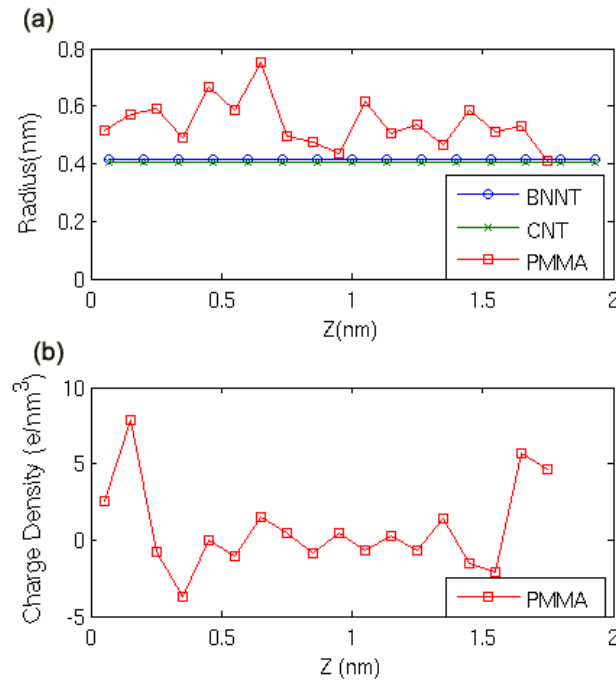 (a)
0.8
0.6
0.4
0.2
0
Radius(nm)
BNNT
CNT
PMMA
0
0.5
1
1.5
2
Z(nm)
(b)
10
5
0
-5
Charge Density (e/nm³)
PMMA
0
0.5
1
1.5
2
Z (nm)